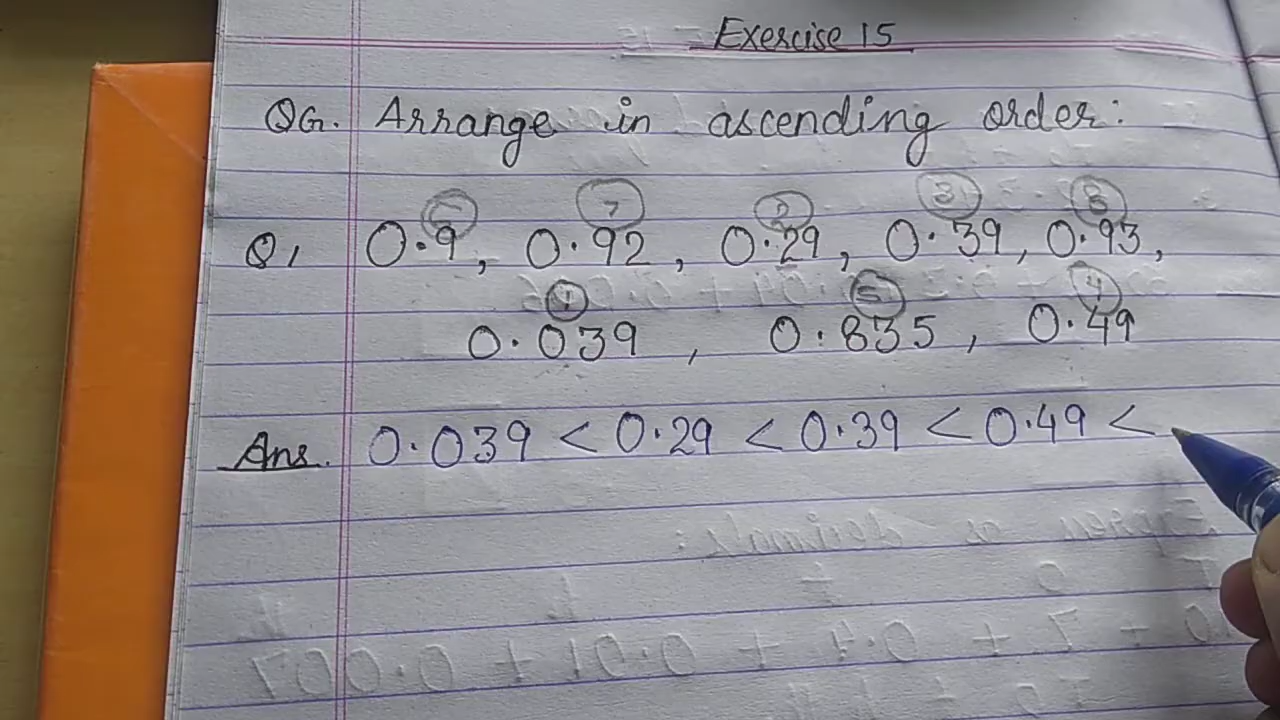 Exercise 15
QG. Arrange in ascending order:
7 2 3 8
Q1 0.9, 0.92, 0.29, 0.39, 0.93,
1 5 4
0.039, 0.835, 0.49
Ans. 0.039 < 0.29 < 0.39 < 0.49 <